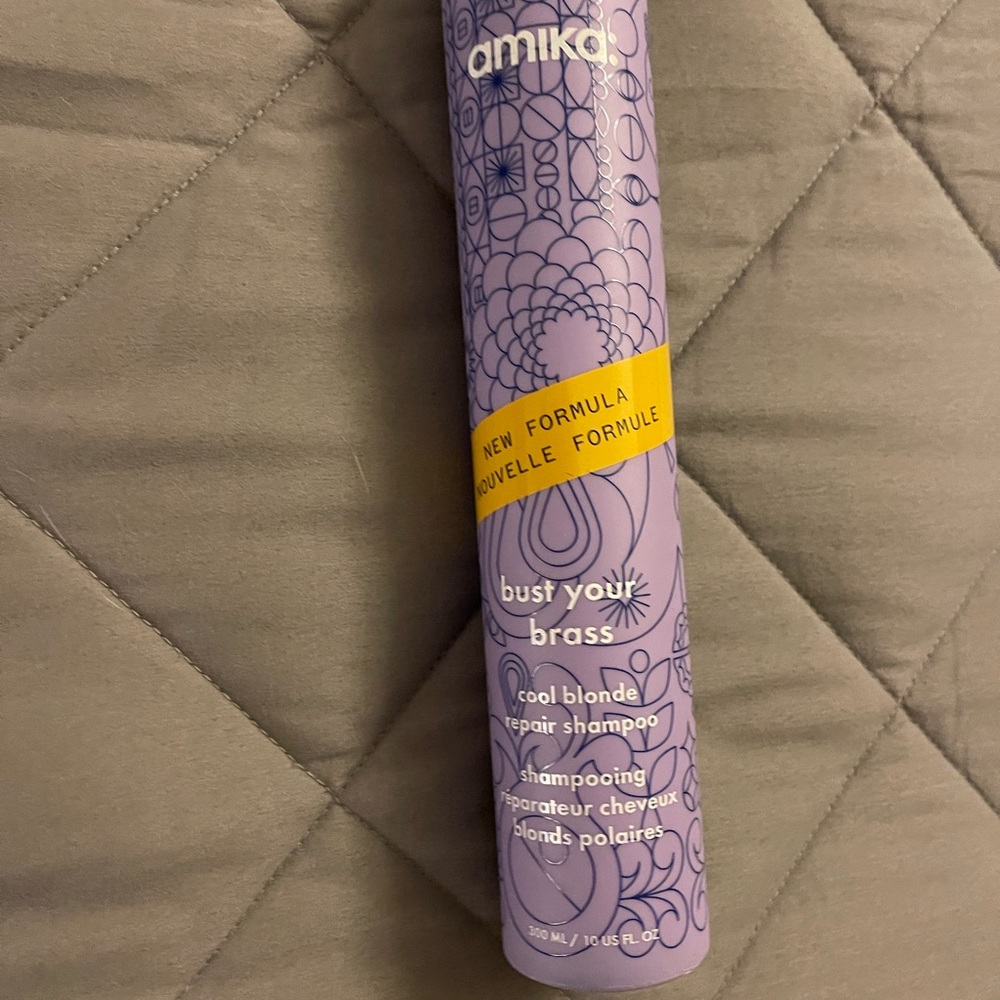 amika:
NEW FORMULA
NOUVELLE FORMULE
bust your
brass
cool blonde
repair shampoo
shampooing
réparateur cheveux
blonds polaires
300 ML / 10 US FL. OZ